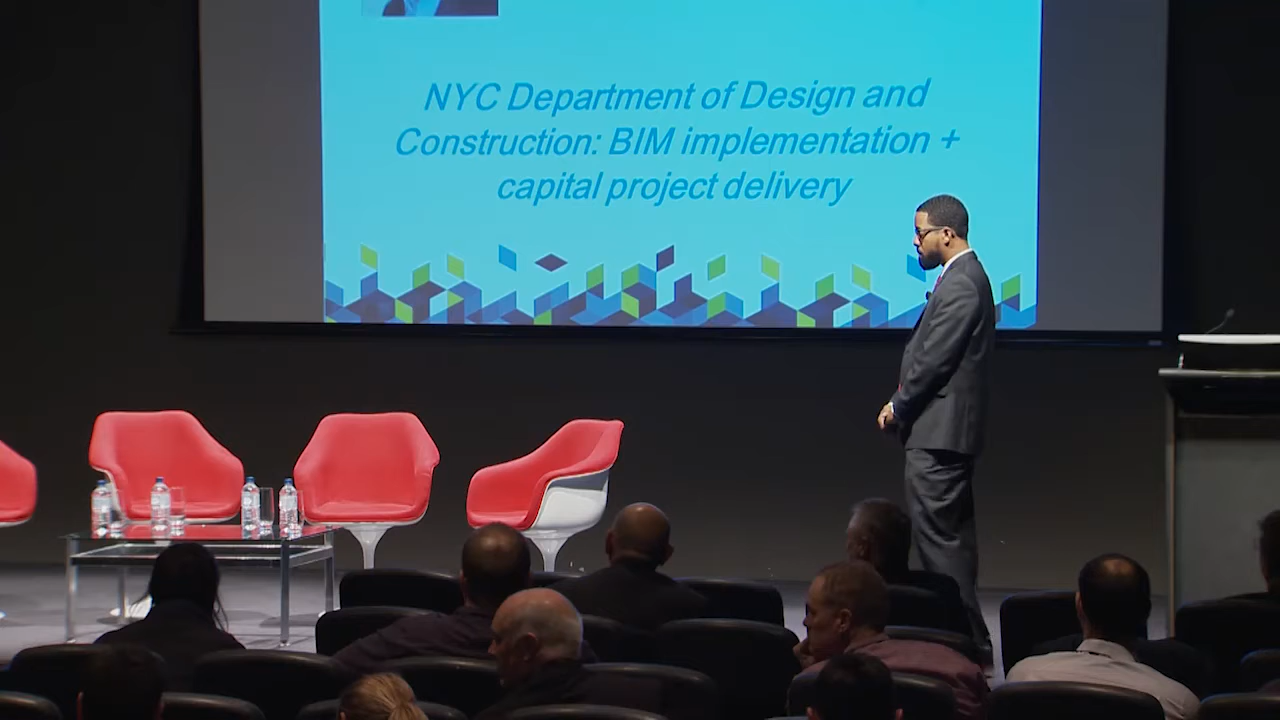 NYC Department of Design and
Construction: BIM implementation +
capital project delivery